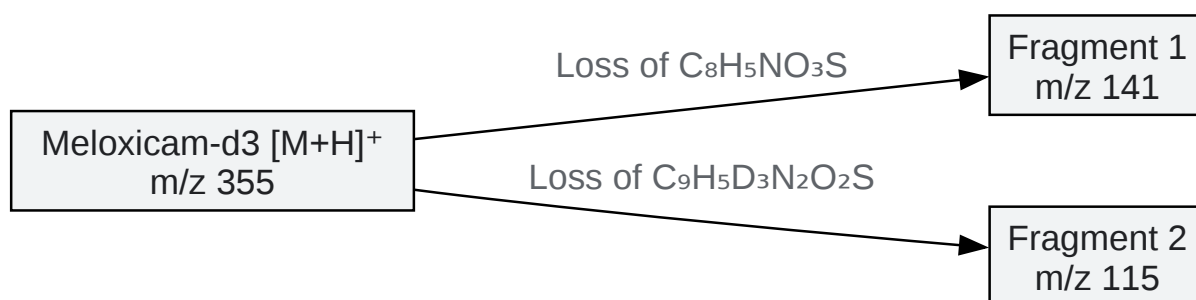 Fragment 1
m/z 141
Loss of C₈H₅NO₃S
Meloxicam-d3 [M+H]⁺
m/z 355
Loss of C₉H₅D₃N₂O₂S
Fragment 2
m/z 115